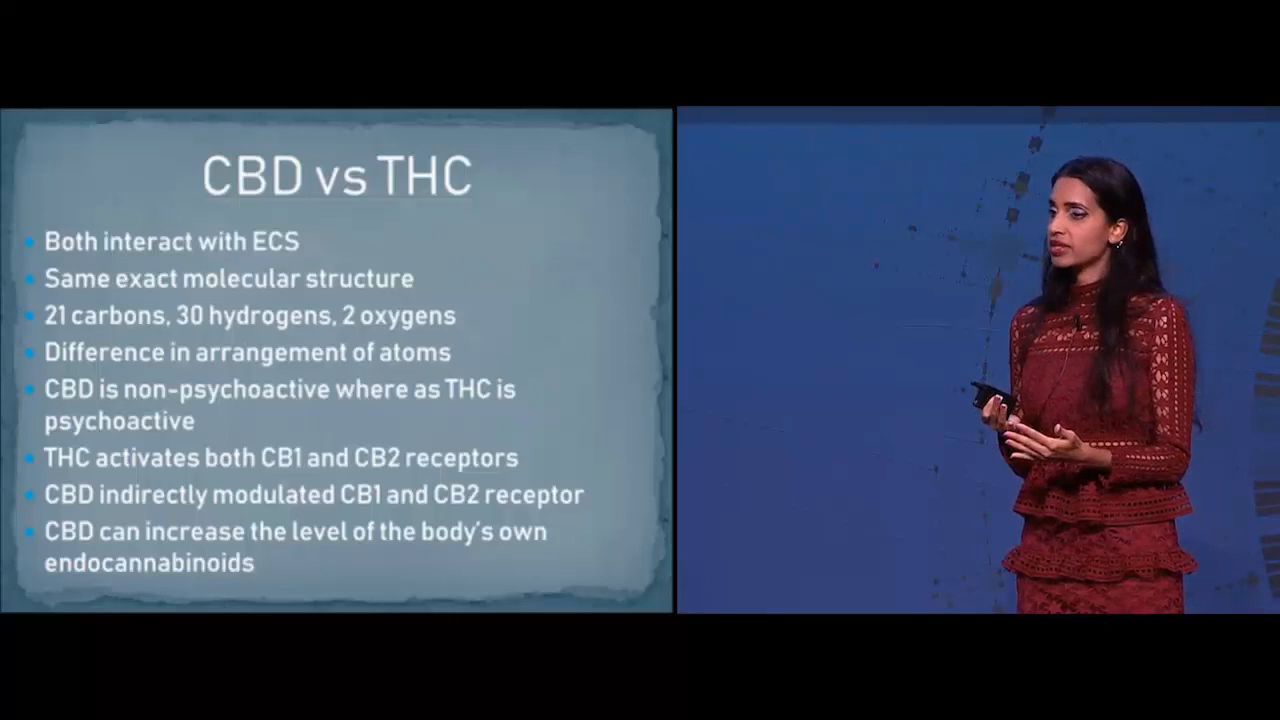 CBD vs THC
Both interact with ECS
Same exact molecular structure
21 carbons, 30 hydrogens, 2 oxygens
Difference in arrangement of atoms
CBD is non-psychoactive where as THC is
psychoactive
THC activates both CB1 and CB2 receptors
CBD indirectly modulated CB1 and CB2 receptor
CBD can increase the level of the body's own
endocannabinoids